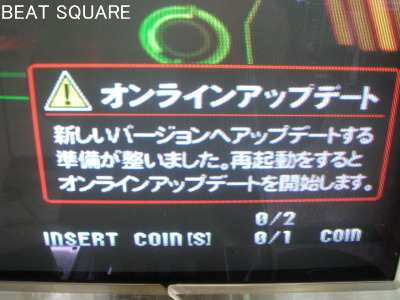 BEAT SQUARE
オンラインアップデート
新しいバージョンへアップデートする
準備が整いました。再起動をすると
オンラインアップデートを開始します。
0/2
INSERT COIN[S] 0/1 COIN